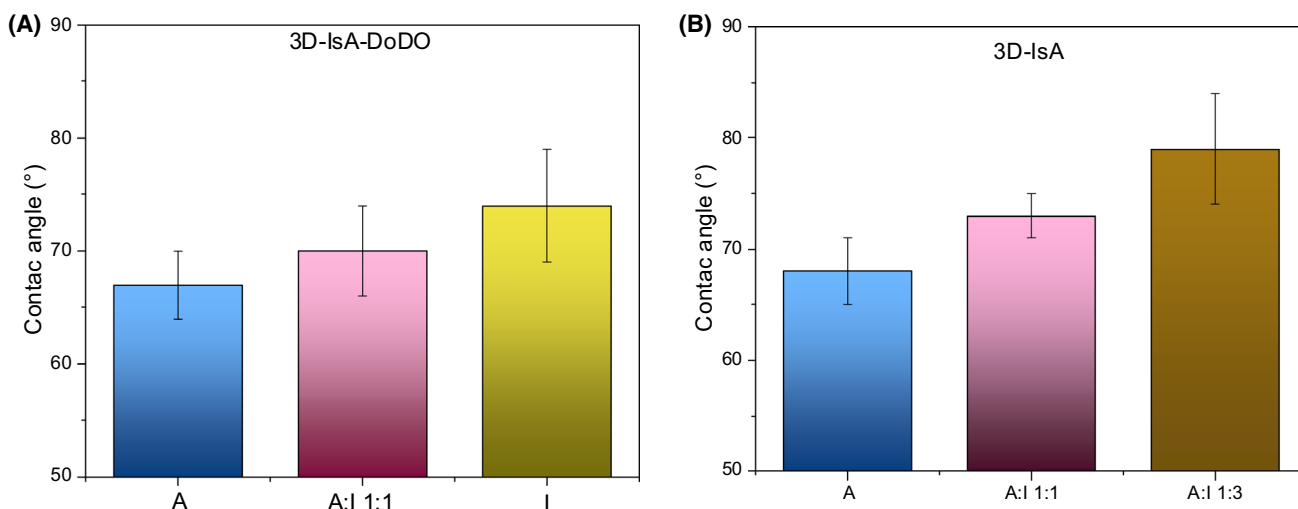 (A)
3D-IsA-DoDO
Contac angle (°)
90
80
70
60
50
A
A:I 1:1
I
(B)
3D-IsA
Contac angle (°)
90
80
70
60
50
A
A:I 1:1
A:I 1:3